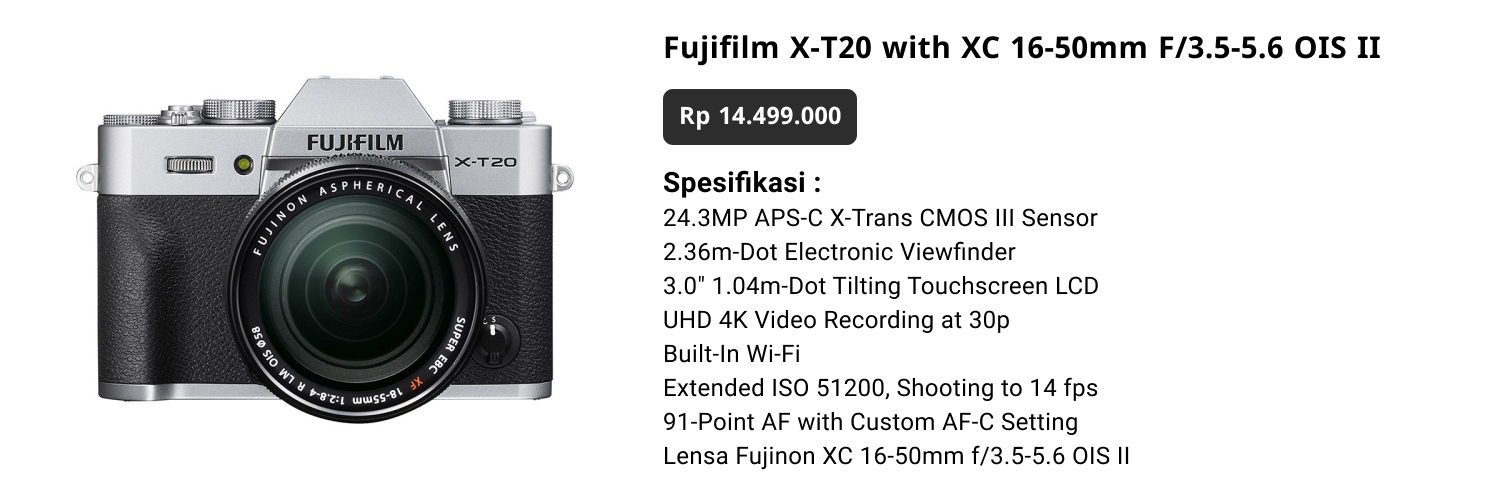 Fujifilm X-T20 with XC 16-50mm F/3.5-5.6 OIS II
Rp 14.499.000
Spesifikasi :
24.3MP APS-C X-Trans CMOS III Sensor
2.36m-Dot Electronic Viewfinder
3.0" 1.04m-Dot Tilting Touchscreen LCD
UHD 4K Video Recording at 30p
Built-In Wi-Fi
Extended ISO 51200, Shooting to 14 fps
91-Point AF with Custom AF-C Setting
Lensa Fujinon XC 16-50mm f/3.5-5.6 OIS II
FUJIFILM
X-T20
FUJINON ASPHERICAL LENS
SUPER EBC XF 18-55mm 1:2.8-4 R LM OIS ø58
C S